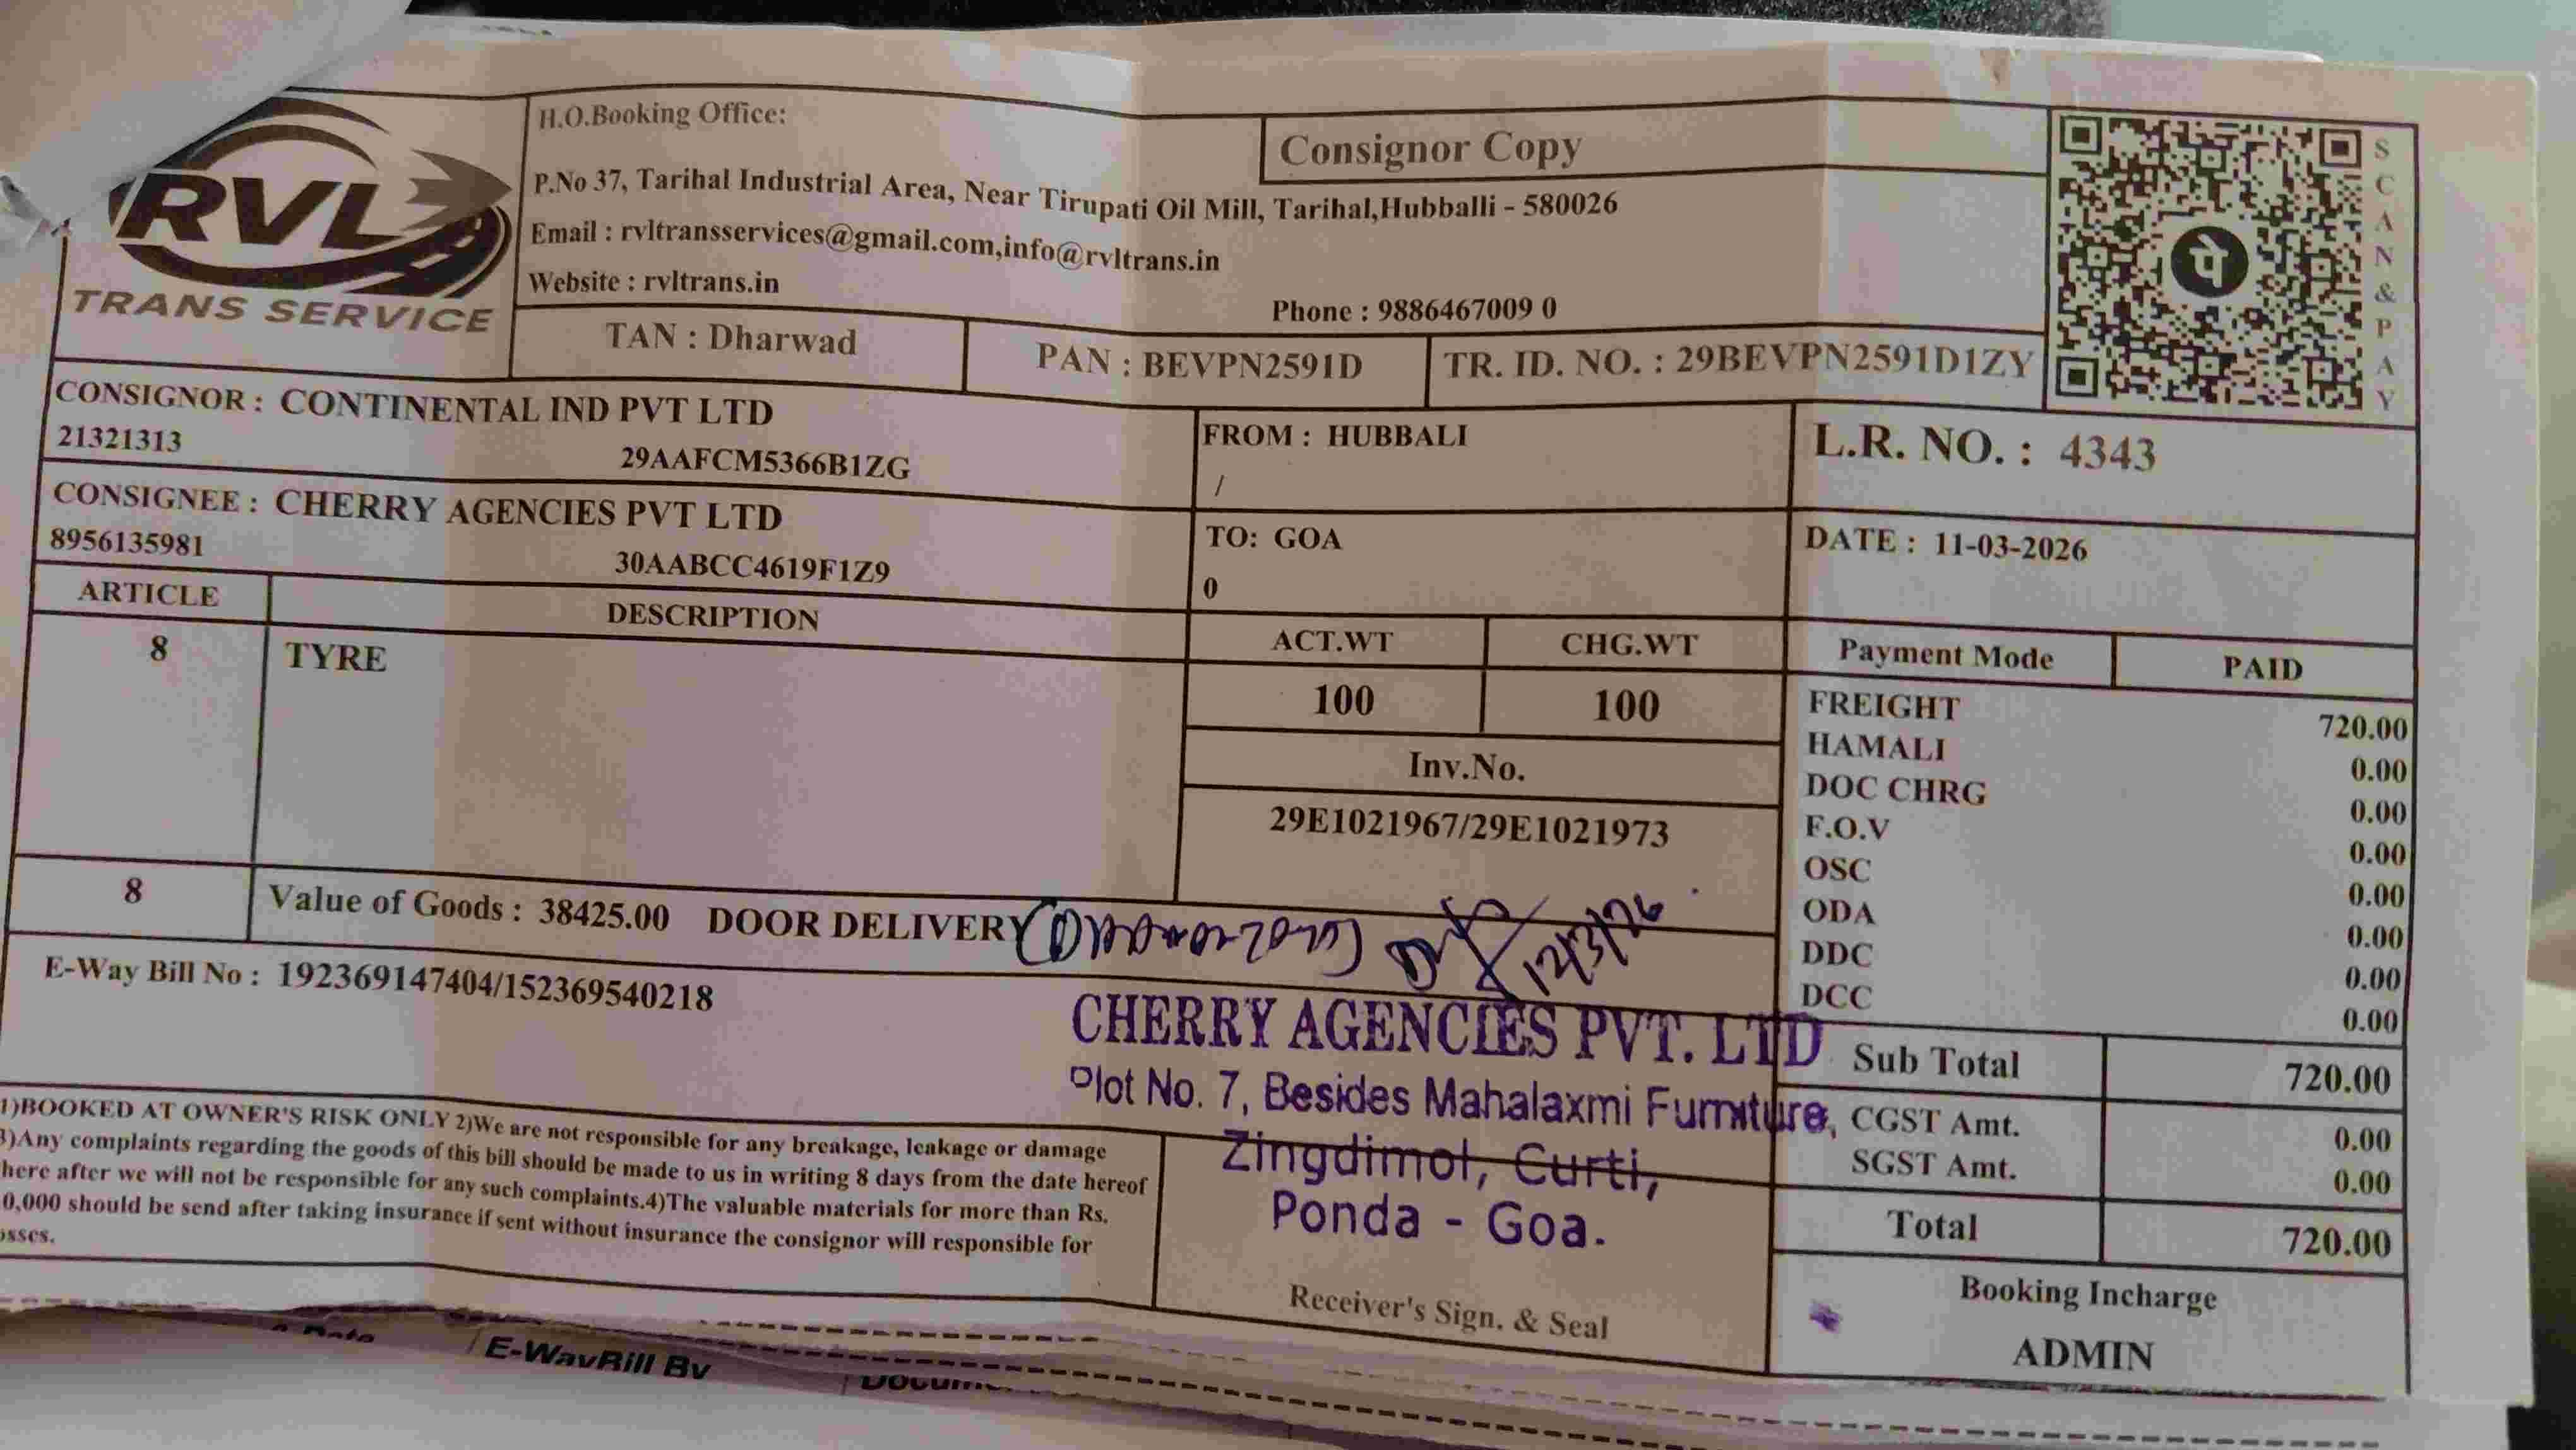 RVL
TRANS SERVICE
H.O.Booking Office:
Consignor Copy
P.No 37, Tarihal Industrial Area, Near Tirupati Oil Mill, Tarihal,Hubballi - 580026
Email : rvltransservices@gmail.com,info@rvltrans.in
Website : rvltrans.in
Phone : 9886467009 0
TAN : Dharwad
PAN : BEVPN2591D
TR. ID. NO. : 29BEVPN2591D1ZY
पे
SCAN & PAY
CONSIGNOR : CONTINENTAL IND PVT LTD
21321313 29AAFCM5366B1ZG
FROM : HUBBALI
/
L.R. NO. : 4343
CONSIGNEE : CHERRY AGENCIES PVT LTD
8956135981 30AABCC4619F1Z9
TO: GOA
0
DATE : 11-03-2026
ARTICLE DESCRIPTION ACT.WT CHG.WT
8 TYRE 100 100
Inv.No.
29E1021967/29E1021973
Payment Mode PAID
FREIGHT 720.00
HAMALI 0.00
DOC CHRG 0.00
F.O.V 0.00
OSC 0.00
ODA 0.00
DDC 0.00
DCC 0.00
8 Value of Goods : 38425.00 DOOR DELIVERY
12/3/26
E-Way Bill No : 192369147404/152369540218
CHERRY AGENCIES PVT. LTD
Plot No. 7, Besides Mahalaxmi Furniture,
Zingdimol, Curti,
Ponda - Goa.
Sub Total 720.00
CGST Amt. 0.00
SGST Amt. 0.00
Total 720.00
1)BOOKED AT OWNER'S RISK ONLY 2)We are not responsible for any breakage, leakage or damage
3)Any complaints regarding the goods of this bill should be made to us in writing 8 days from the date hereof
here after we will not be responsible for any such complaints.4)The valuable materials for more than Rs.
0,000 should be send after taking insurance if sent without insurance the consignor will responsible for
Receiver's Sign. & Seal
Booking Incharge
ADMIN
E-WayBill By